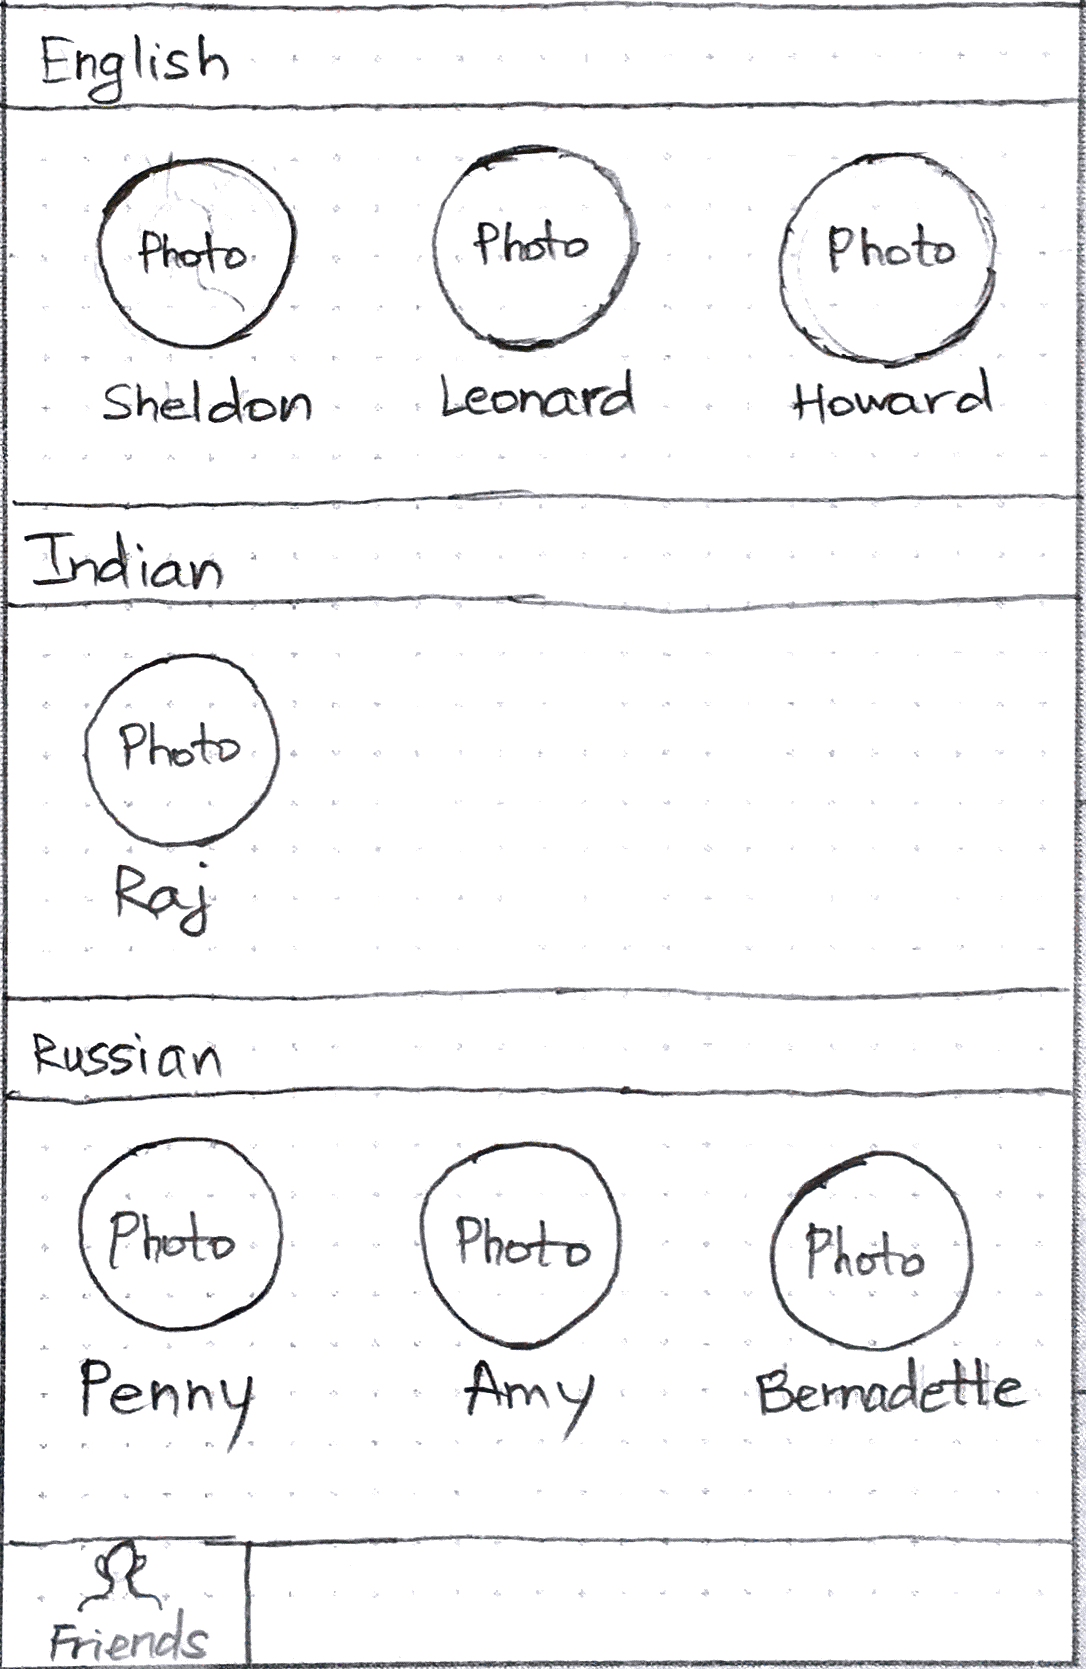 English
Photo Photo Photo
Sheldon Leonard Howard
Indian
Photo
Raj
Russian
Photo Photo Photo
Penny Amy Bernadette
Friends